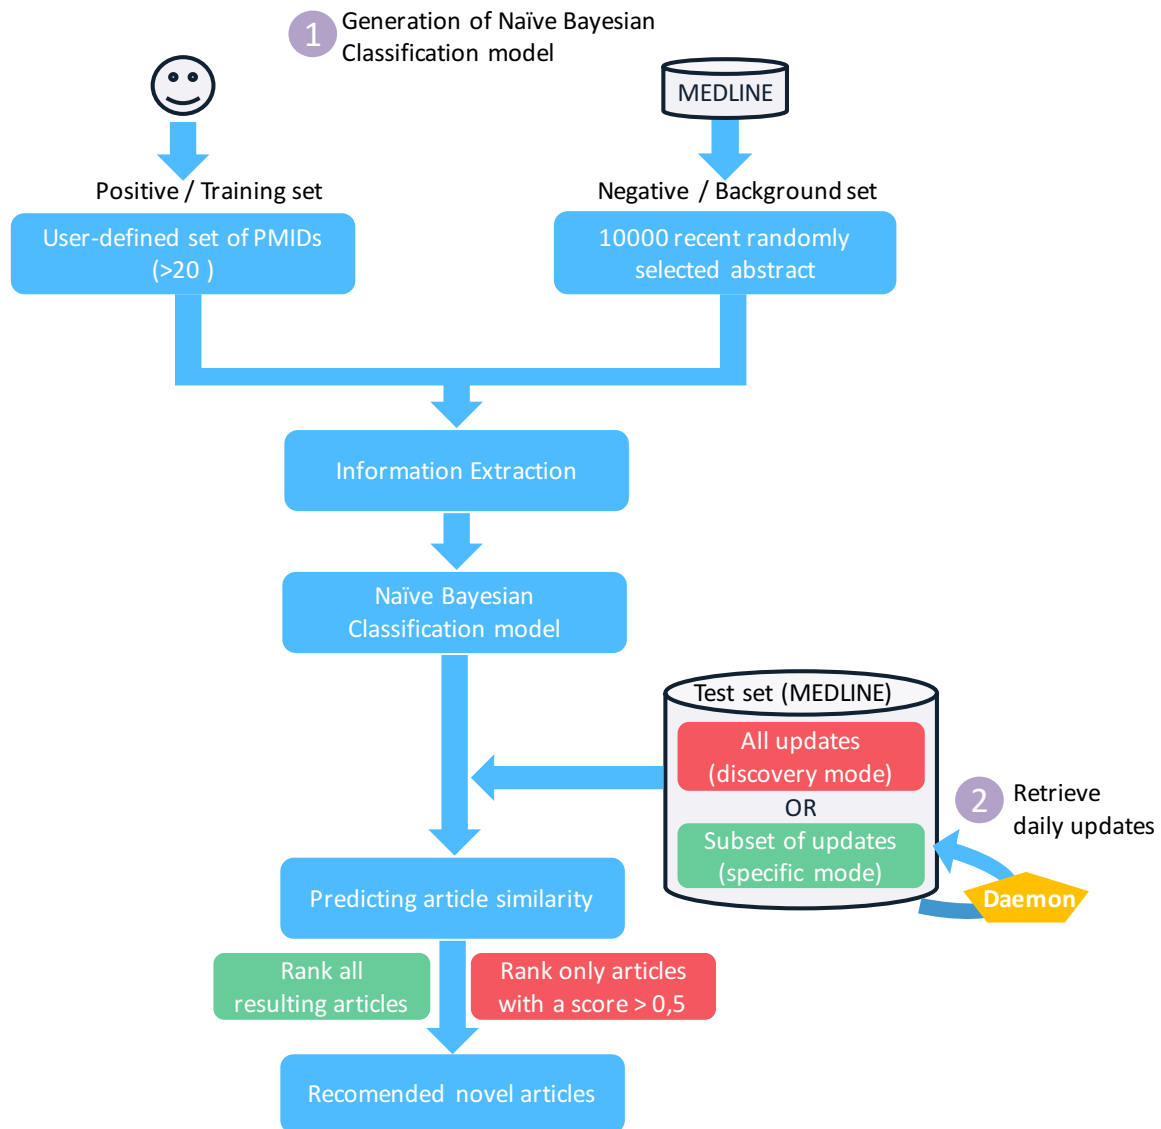 1
Generation of Naïve Bayesian
Classification model
MEDLINE
Positive / Training set
Negative / Background set
User-defined set of PMIDs
(>20 )
10000 recent randomly
selected abstract
Information Extraction
Naïve Bayesian
Classification model
Test set (MEDLINE)
All updates
(discovery mode)
OR
Subset of updates
(specific mode)
2
Retrieve
daily updates
Daemon
Predicting article similarity
Rank all
resulting articles
Rank only articles
with a score > 0,5
Recomended novel articles